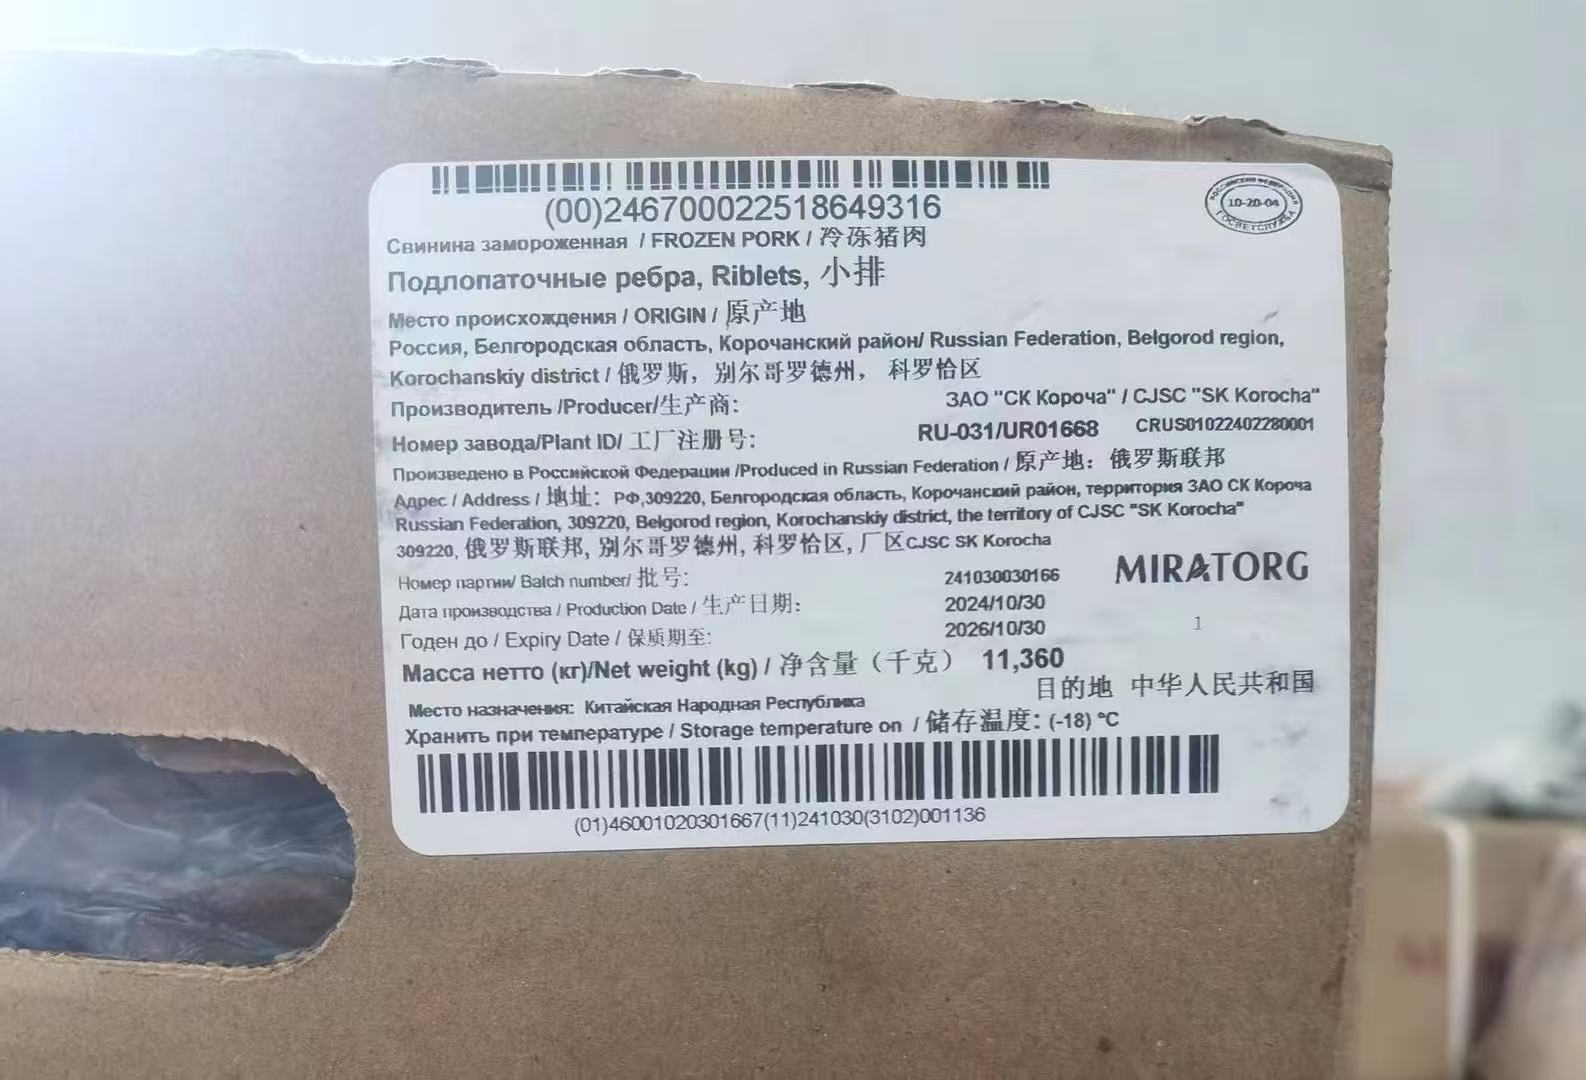 (00)246700022518649316
Свинина замороженная / FROZEN PORK / 冷冻猪肉
10-20-04
ГОСВЕТСЛУЖБА
Подлопаточные ребра, Riblets, 小排
Место происхождения / ORIGIN / 原产地
Россия, Белгородская область, Корочанский район/ Russian Federation, Belgorod region,
Korochanskiy district / 俄罗斯，别尔哥罗德州， 科罗恰区
Производитель /Producer/生产商: ЗАО "СК Короча" / CJSC "SK Korocha"
Номер завода/Plant ID/ 工厂注册号: RU-031/UR01668 CRUS01022402280001
Произведено в Российской Федерации /Produced in Russian Federation / 原产地：俄罗斯联邦
Адрес / Address / 地址： РФ,309220, Белгородская область, Корочанский район, территория ЗАО СК Короча
Russian Federation, 309220, Belgorod region, Korochanskiy district, the territory of CJSC "SK Korocha"
309220, 俄罗斯联邦, 别尔哥罗德州, 科罗恰区, 厂区CJSC SK Korocha
Номер партии/ Batch number/ 批号: 241030030166
MIRATORG
Дата производства / Production Date / 生产日期: 2024/10/30
Годен до / Expiry Date / 保质期至: 2026/10/30
1
Масса нетто (кг)/Net weight (kg) / 净含量（千克） 11,360
Место назначения: Китайская Народная Республика 目的地 中华人民共和国
Хранить при температуре / Storage temperature on / 储存温度: (-18) °C
(01)46001020301667(11)241030(3102)001136